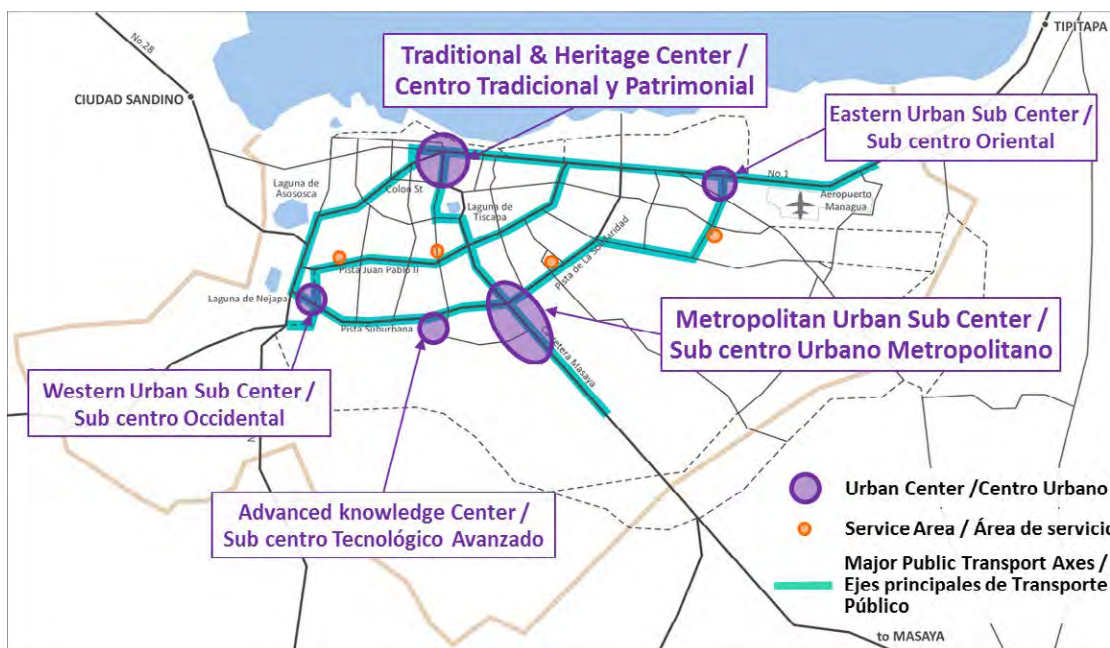 No.28
TIPITAPA
Traditional & Heritage Center /
Centro Tradicional y Patrimonial
CIUDAD SANDINO
Eastern Urban Sub Center /
Sub centro Oriental
No.1
Laguna de
Asososca
Colon St
Laguna de
Tiscapa
Aeropuerto
Managua
Pista de La Solidaridad
Pista Juan Pablo II
Laguna de Nejapa
Pista Suburbana
Carretera Masaya
Metropolitan Urban Sub Center /
Sub centro Urbano Metropolitano
Western Urban Sub Center /
Sub centro Occidental
Advanced knowledge Center /
Sub centro Tecnológico Avanzado
Urban Center /Centro Urbano
Service Area / Área de servicio
Major Public Transport Axes /
Ejes principales de Transporte
Público
to MASAYA